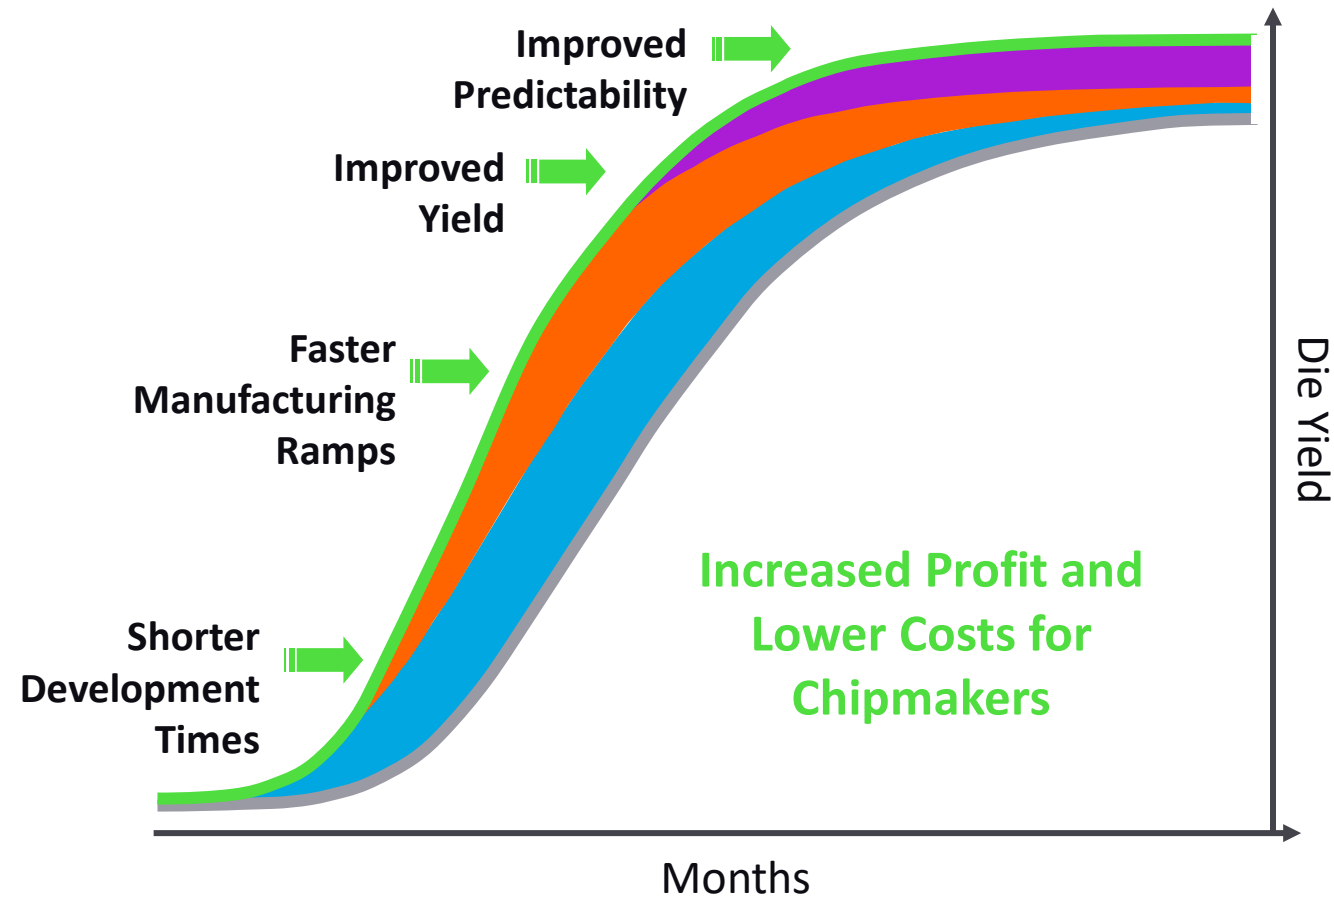 Improved
Predictability
Improved
Yield
Faster
Manufacturing
Ramps
Shorter
Development
Times
Increased Profit and
Lower Costs for
Chipmakers
Die Yield
Months